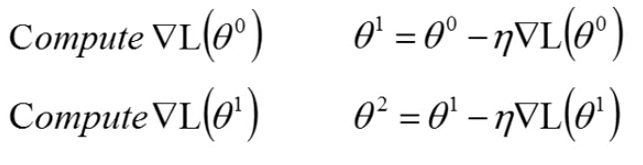 Compute ∇L(θ⁰) θ¹ = θ⁰ − η∇L(θ⁰)
Compute ∇L(θ¹) θ² = θ¹ − η∇L(θ¹)